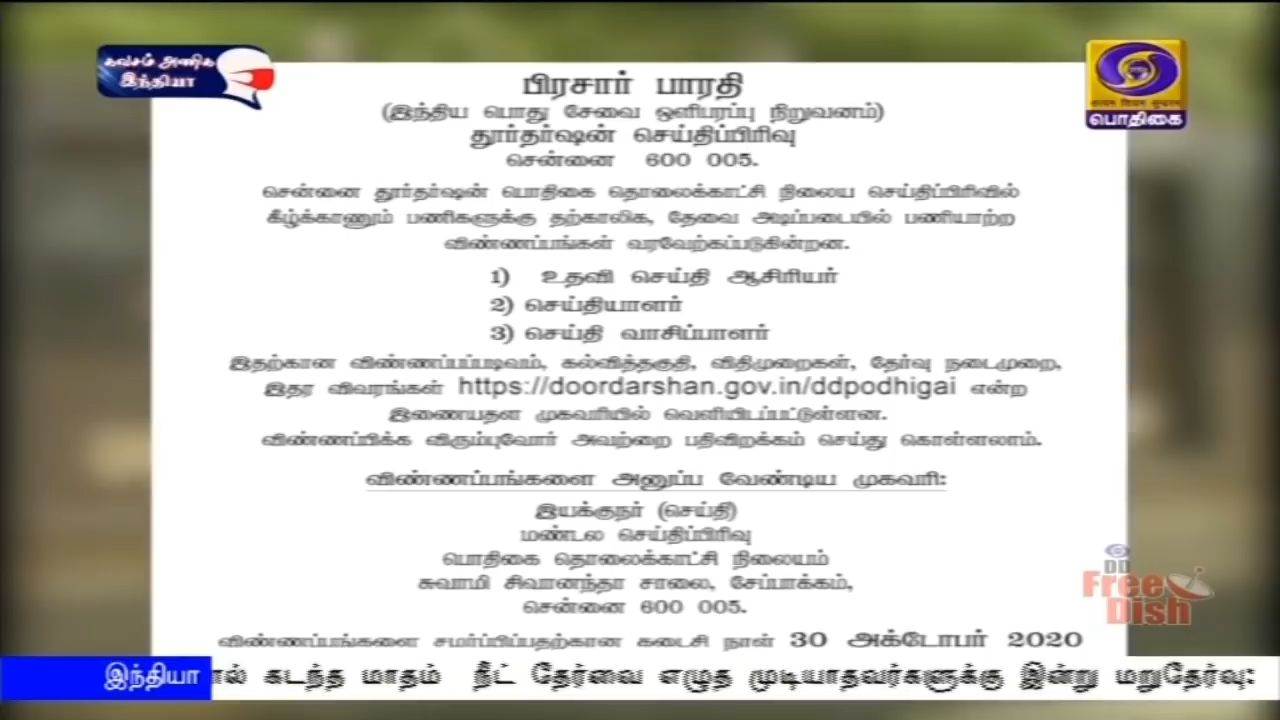 கவசம் அணிக
இந்தியா
பொதிகை
பிரசார் பாரதி
(இந்திய பொது சேவை ஒளிபரப்பு நிறுவனம்)
தூர்தர்ஷன் செய்திப்பிரிவு
சென்னை 600 005.
சென்னை தூர்தர்ஷன் பொதிகை தொலைக்காட்சி நிலைய செய்திப்பிரிவில்
கீழ்க்காணும் பணிகளுக்கு தற்காலிக, தேவை அடிப்படையில் பணியாற்ற
விண்ணப்பங்கள் வரவேற்கப்படுகின்றன.
1) உதவி செய்தி ஆசிரியர்
2) செய்தியாளர்
3) செய்தி வாசிப்பாளர்
இதற்கான விண்ணப்பப்படிவம், கல்வித்தகுதி, விதிமுறைகள், தேர்வு நடைமுறை,
இதர விவரங்கள் https://doordarshan.gov.in/ddpodhigai என்ற
இணையதள முகவரியில் வெளியிடப்பட்டுள்ளன.
விண்ணப்பிக்க விரும்புவோர் அவற்றை பதிவிறக்கம் செய்து கொள்ளலாம்.
விண்ணப்பங்களை அனுப்ப வேண்டிய முகவரி:
இயக்குநர் (செய்தி)
மண்டல செய்திப்பிரிவு
பொதிகை தொலைக்காட்சி நிலையம்
சுவாமி சிவானந்தா சாலை, சேப்பாக்கம்,
சென்னை 600 005.
DD
Free
Dish
விண்ணப்பங்களை சமர்ப்பிப்பதற்கான கடைசி நாள் 30 அக்டோபர் 2020
இந்தியா ால் கடந்த மாதம் நீட் தேர்வை எழுத முடியாதவர்களுக்கு இன்று மறுதேர்வு: